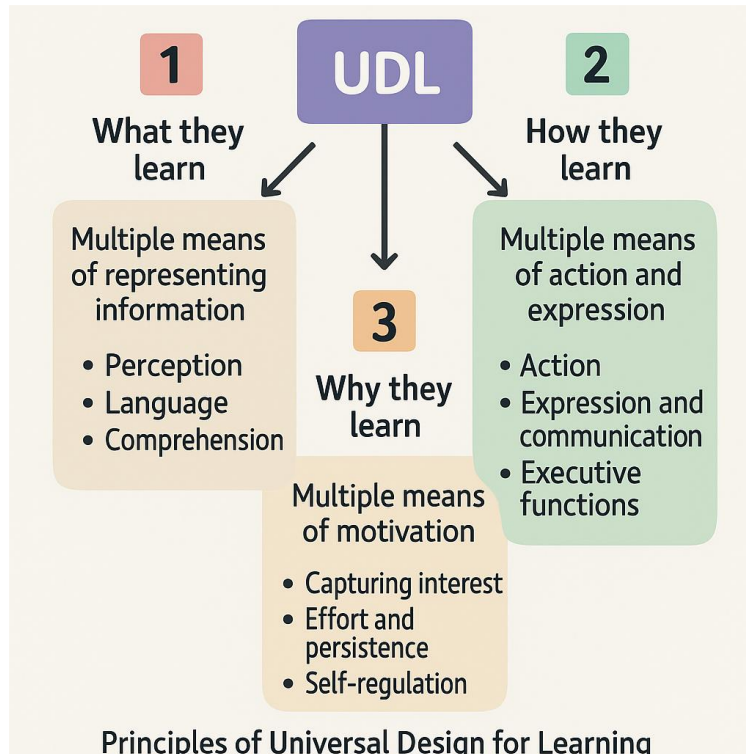 UDL
1
What they
learn
Multiple means
of representing
information
• Perception
• Language
• Comprehension
2
How they
learn
Multiple means
of action and
expression
• Action
• Expression and
communication
• Executive
functions
3
Why they
learn
Multiple means
of motivation
• Capturing interest
• Effort and
persistence
• Self-regulation
Principles of Universal Design for Learning